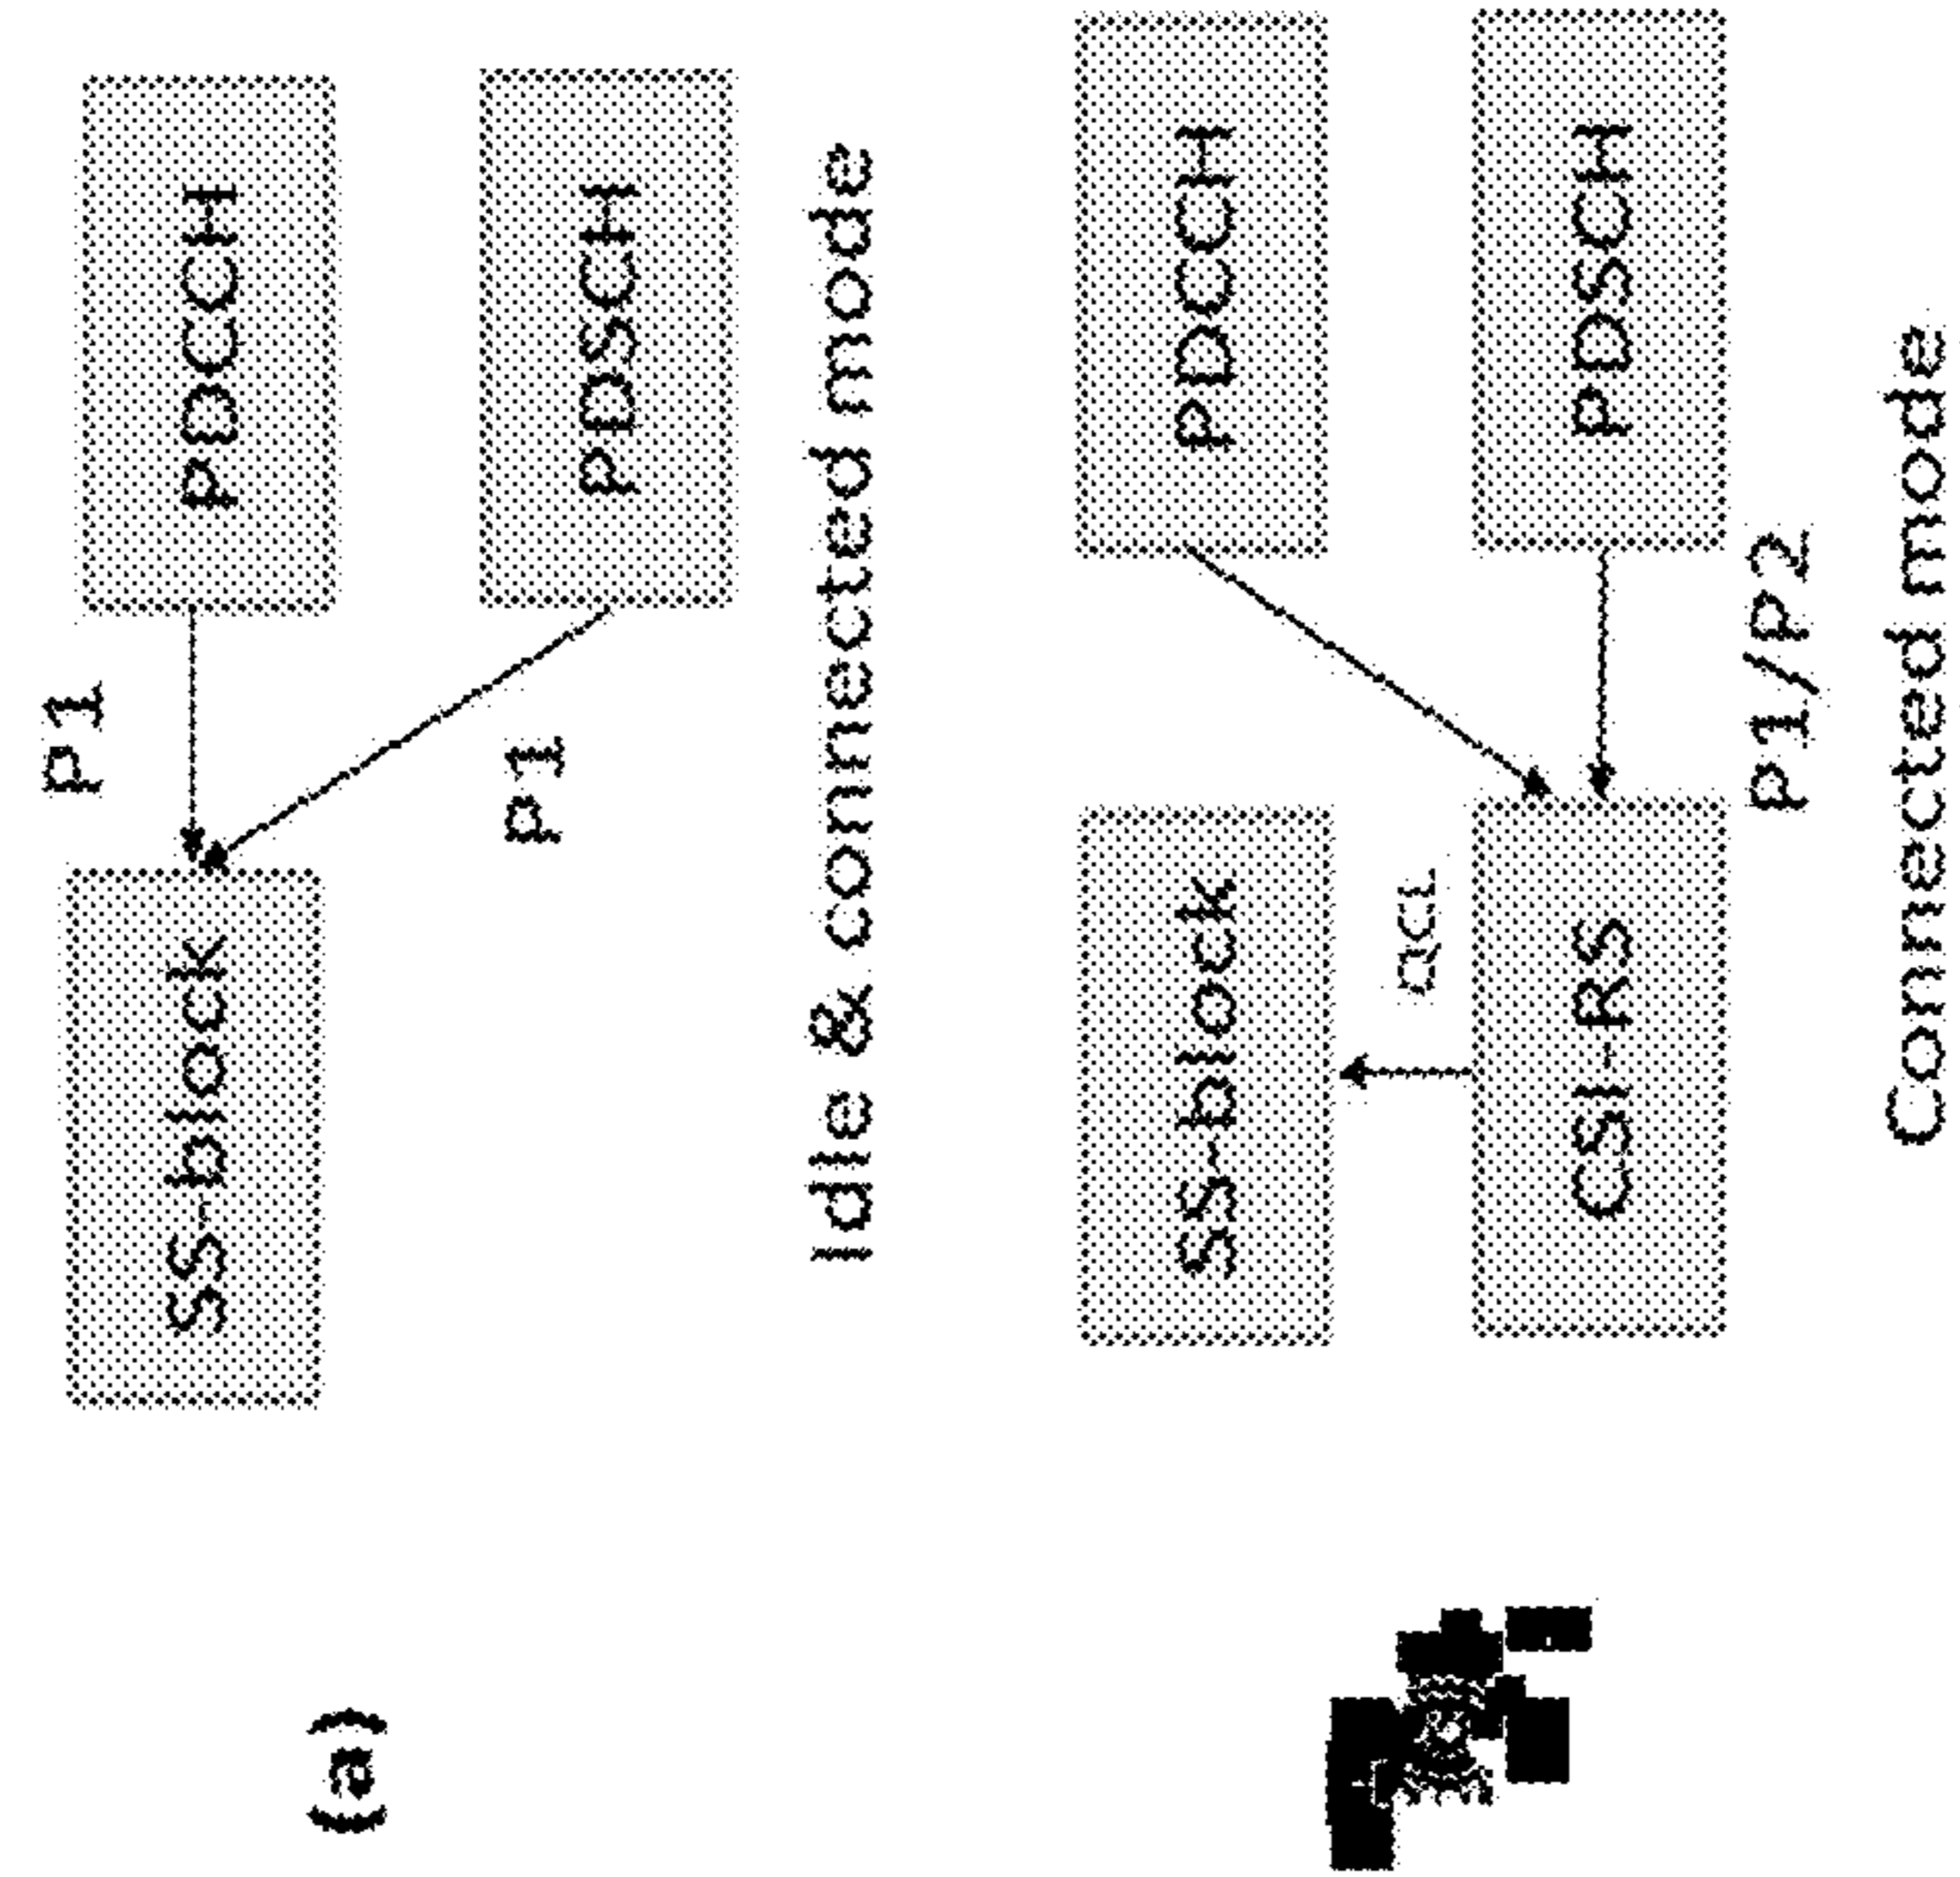 (a)
SS-block
P1
PDCCH
P1
PDSCH
Idle & connected mode
SS-block
PDCCH
QCL
CSI-RS
PDSCH
P1/P2
Connected mode